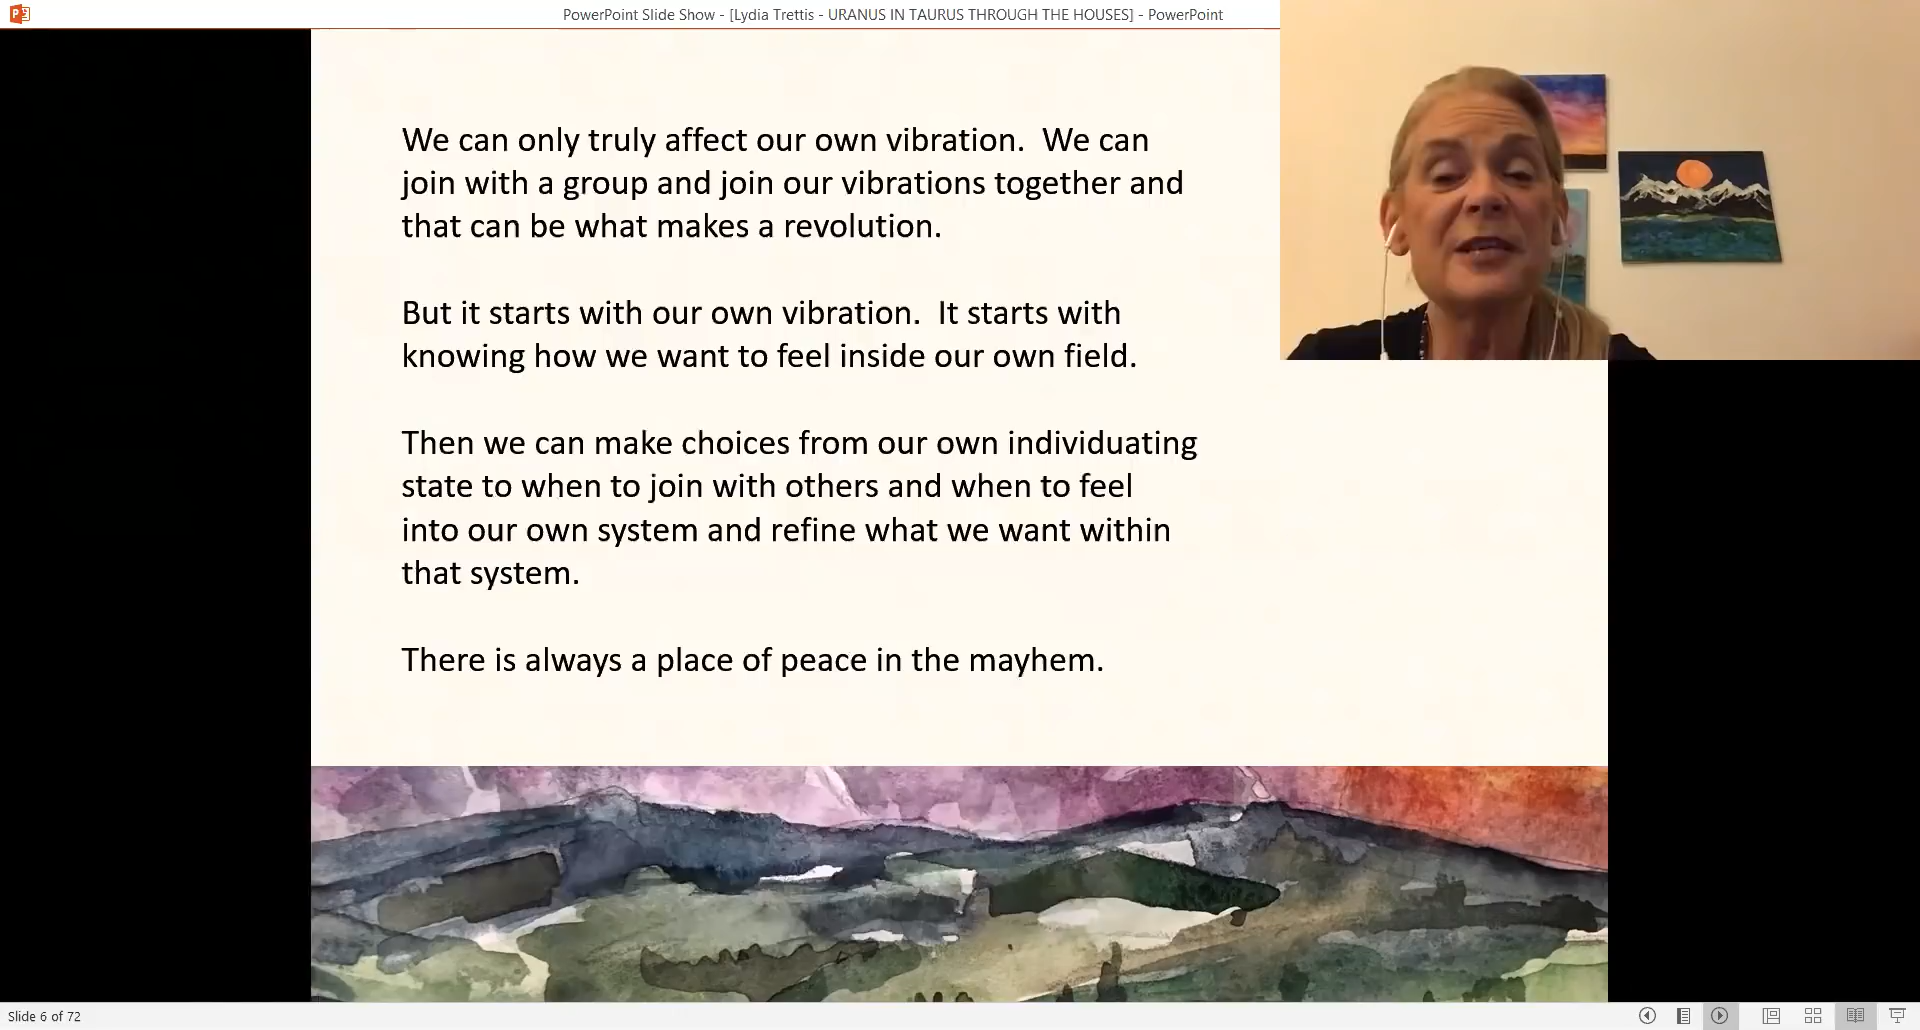 PowerPoint Slide Show - [Lydia Trettis - URANUS IN TAURUS THROUGH THE HOUSES] - PowerPoint
We can only truly affect our own vibration.  We can
join with a group and join our vibrations together and
that can be what makes a revolution.
But it starts with our own vibration.  It starts with
knowing how we want to feel inside our own field.
Then we can make choices from our own individuating
state to when to join with others and when to feel
into our own system and refine what we want within
that system.
There is always a place of peace in the mayhem.
Slide 6 of 72